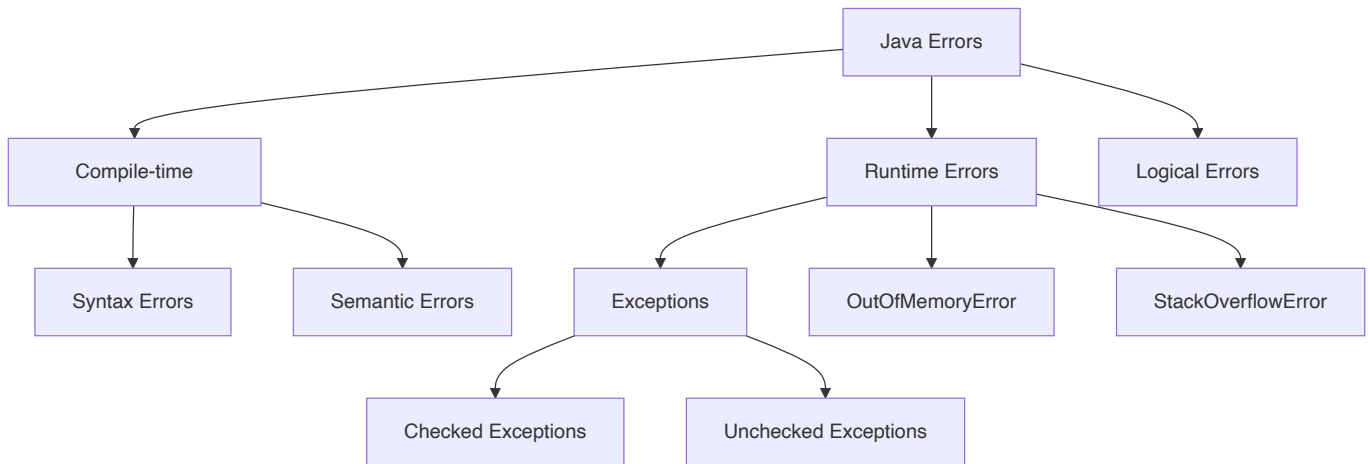 Java Errors
Compile-time
Runtime Errors
Logical Errors
Syntax Errors
Semantic Errors
Exceptions
OutOfMemoryError
StackOverflowError
Checked Exceptions
Unchecked Exceptions